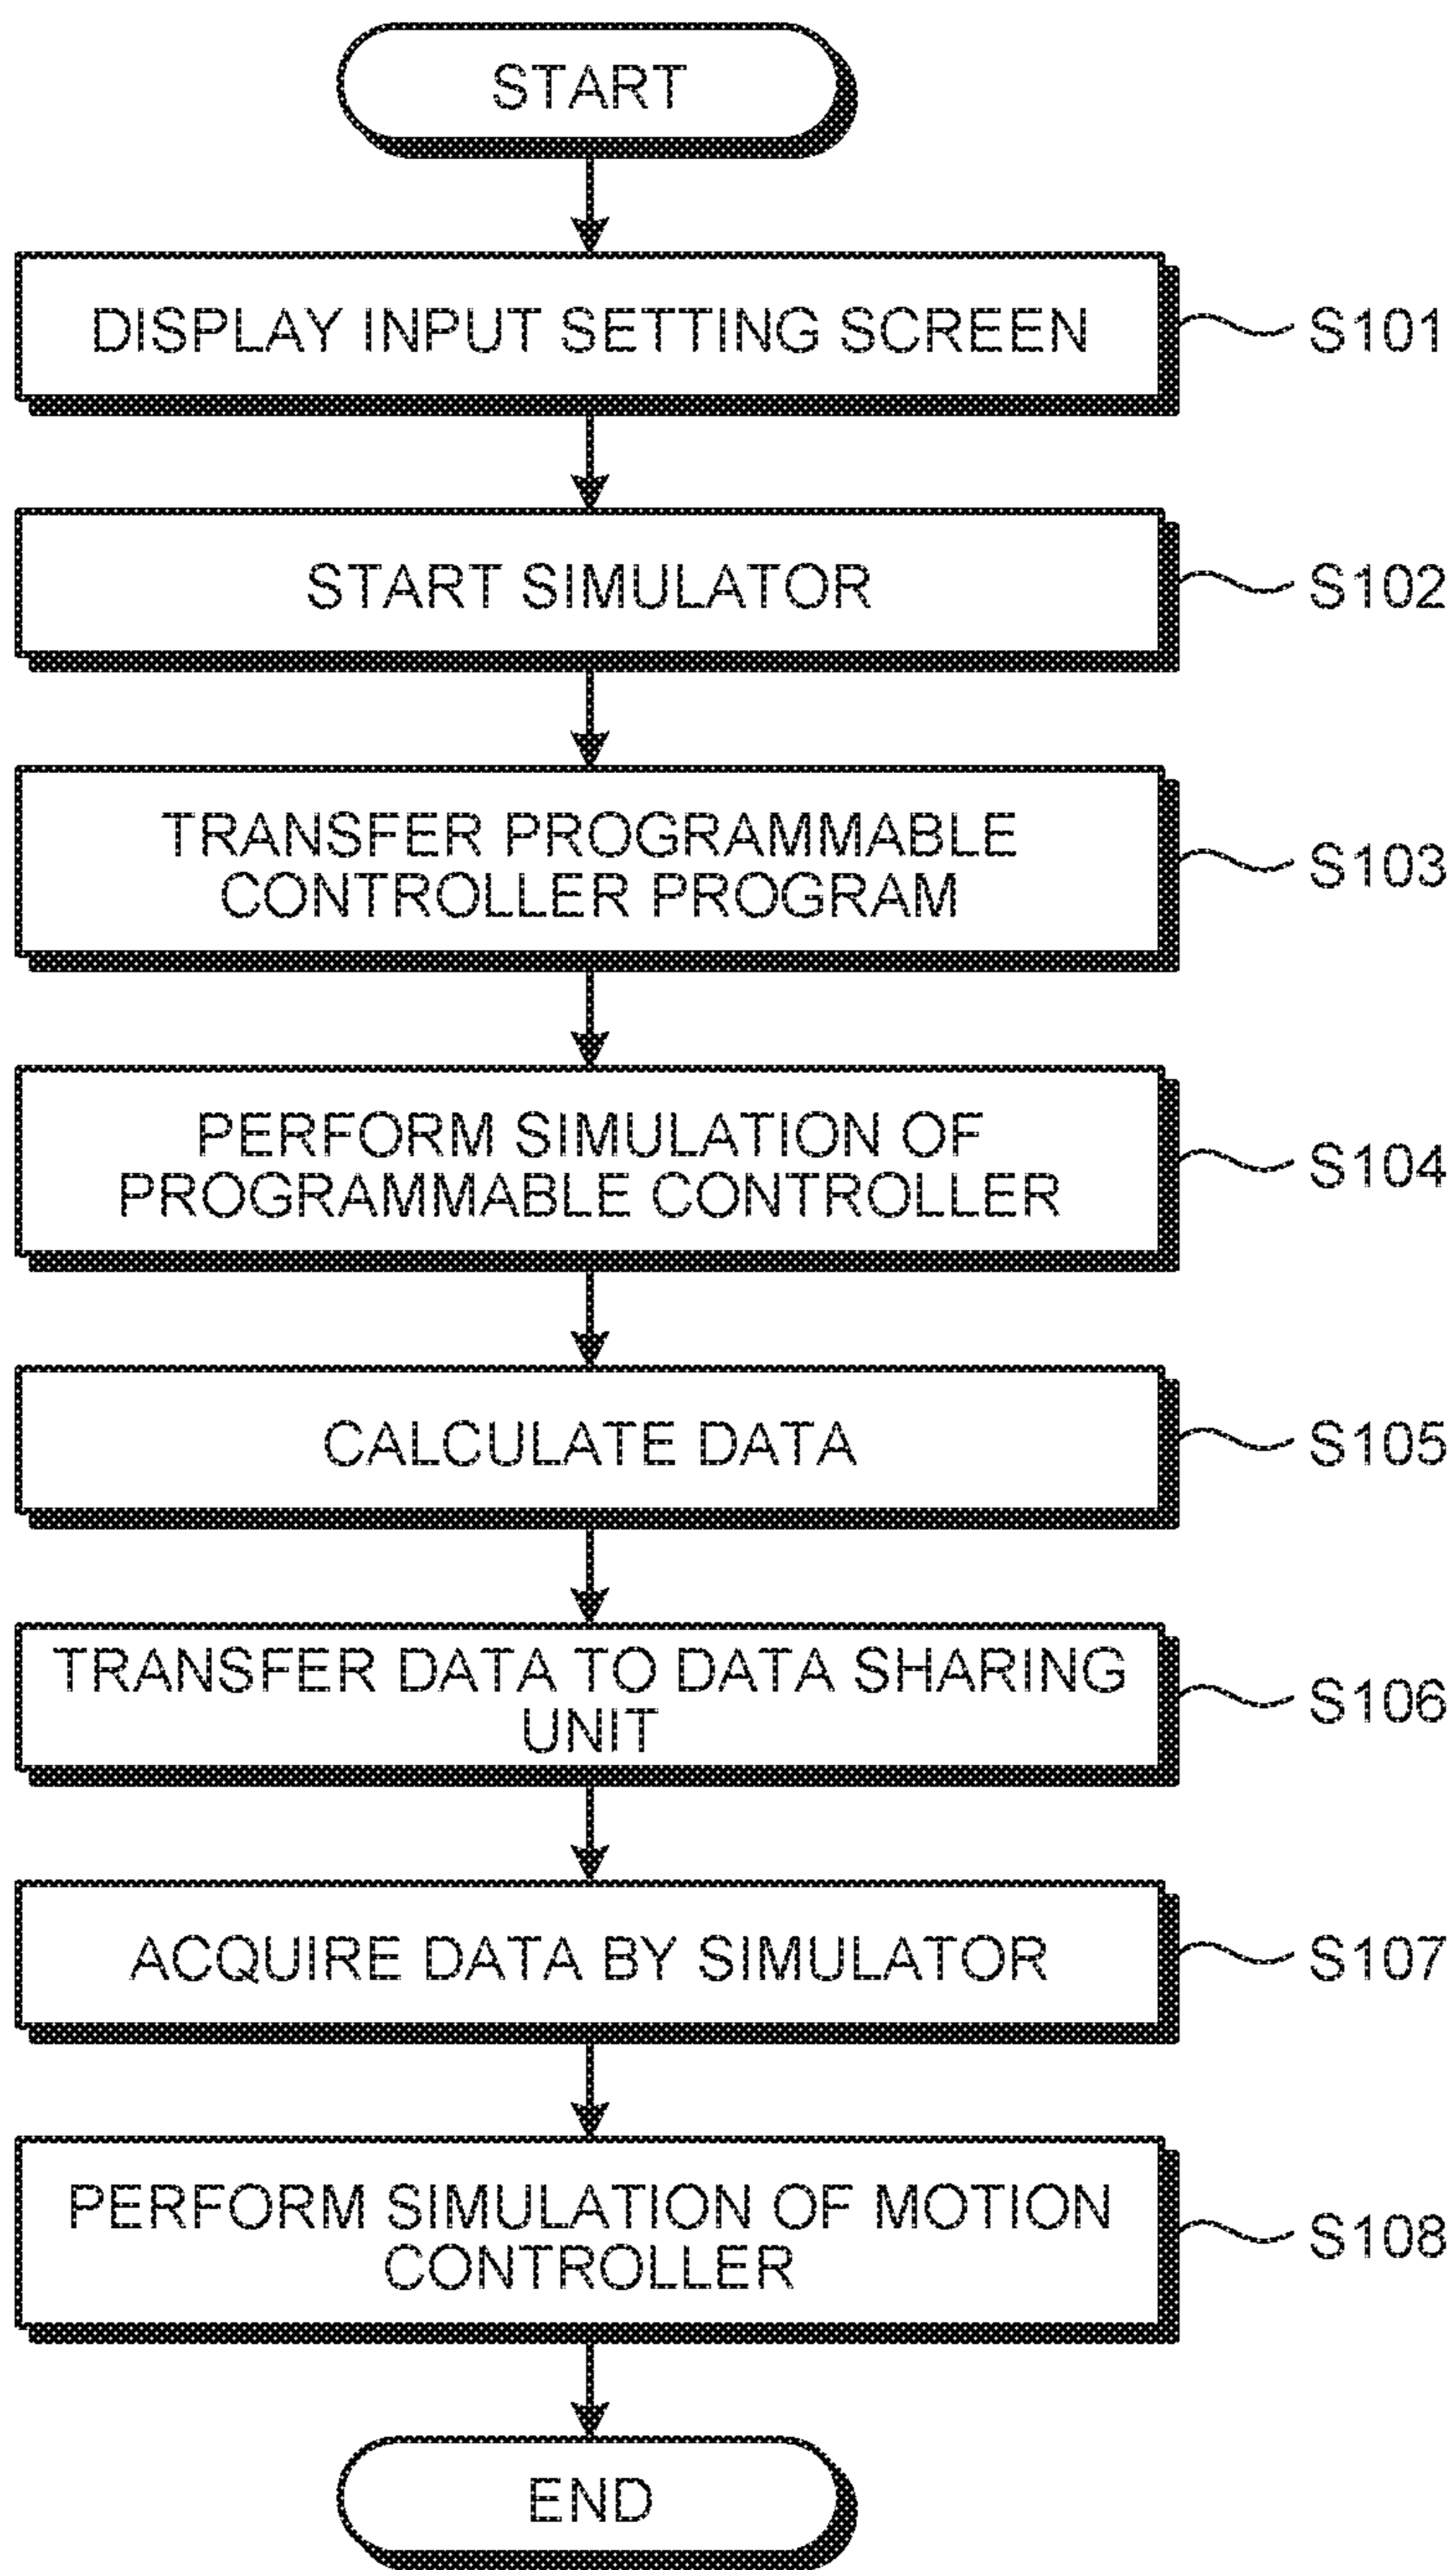 START
DISPLAY INPUT SETTING SCREEN
S101
START SIMULATOR
S102
TRANSFER PROGRAMMABLE
CONTROLLER PROGRAM
S103
PERFORM SIMULATION OF
PROGRAMMABLE CONTROLLER
S104
CALCULATE DATA
S105
TRANSFER DATA TO DATA SHARING
UNIT
S106
ACQUIRE DATA BY SIMULATOR
S107
PERFORM SIMULATION OF MOTION
CONTROLLER
S108
END